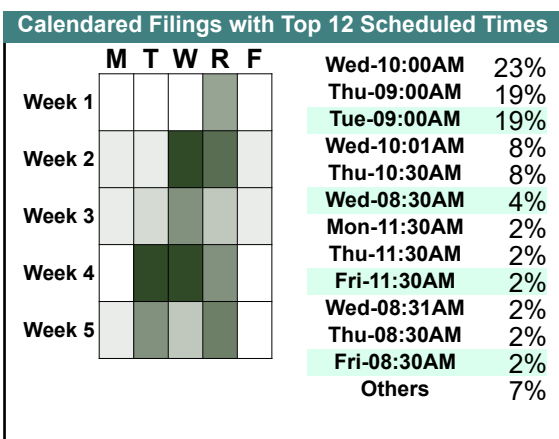 Calendared Filings with Top 12 Scheduled Times
M T W R F
Week 1
Week 2
Week 3
Week 4
Week 5
Wed-10:00AM 23%
Thu-09:00AM 19%
Tue-09:00AM 19%
Wed-10:01AM 8%
Thu-10:30AM 8%
Wed-08:30AM 4%
Mon-11:30AM 2%
Thu-11:30AM 2%
Fri-11:30AM 2%
Wed-08:31AM 2%
Thu-08:30AM 2%
Fri-08:30AM 2%
Others 7%